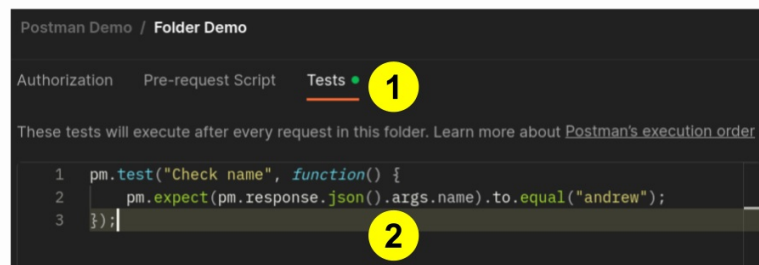 Postman Demo / Folder Demo
Authorization Pre-request Script Tests 1
These tests will execute after every request in this folder. Learn more about Postman's execution order
1 pm.test("Check name", function() {
2 pm.expect(pm.response.json().args.name).to.equal("andrew");
3 });
2